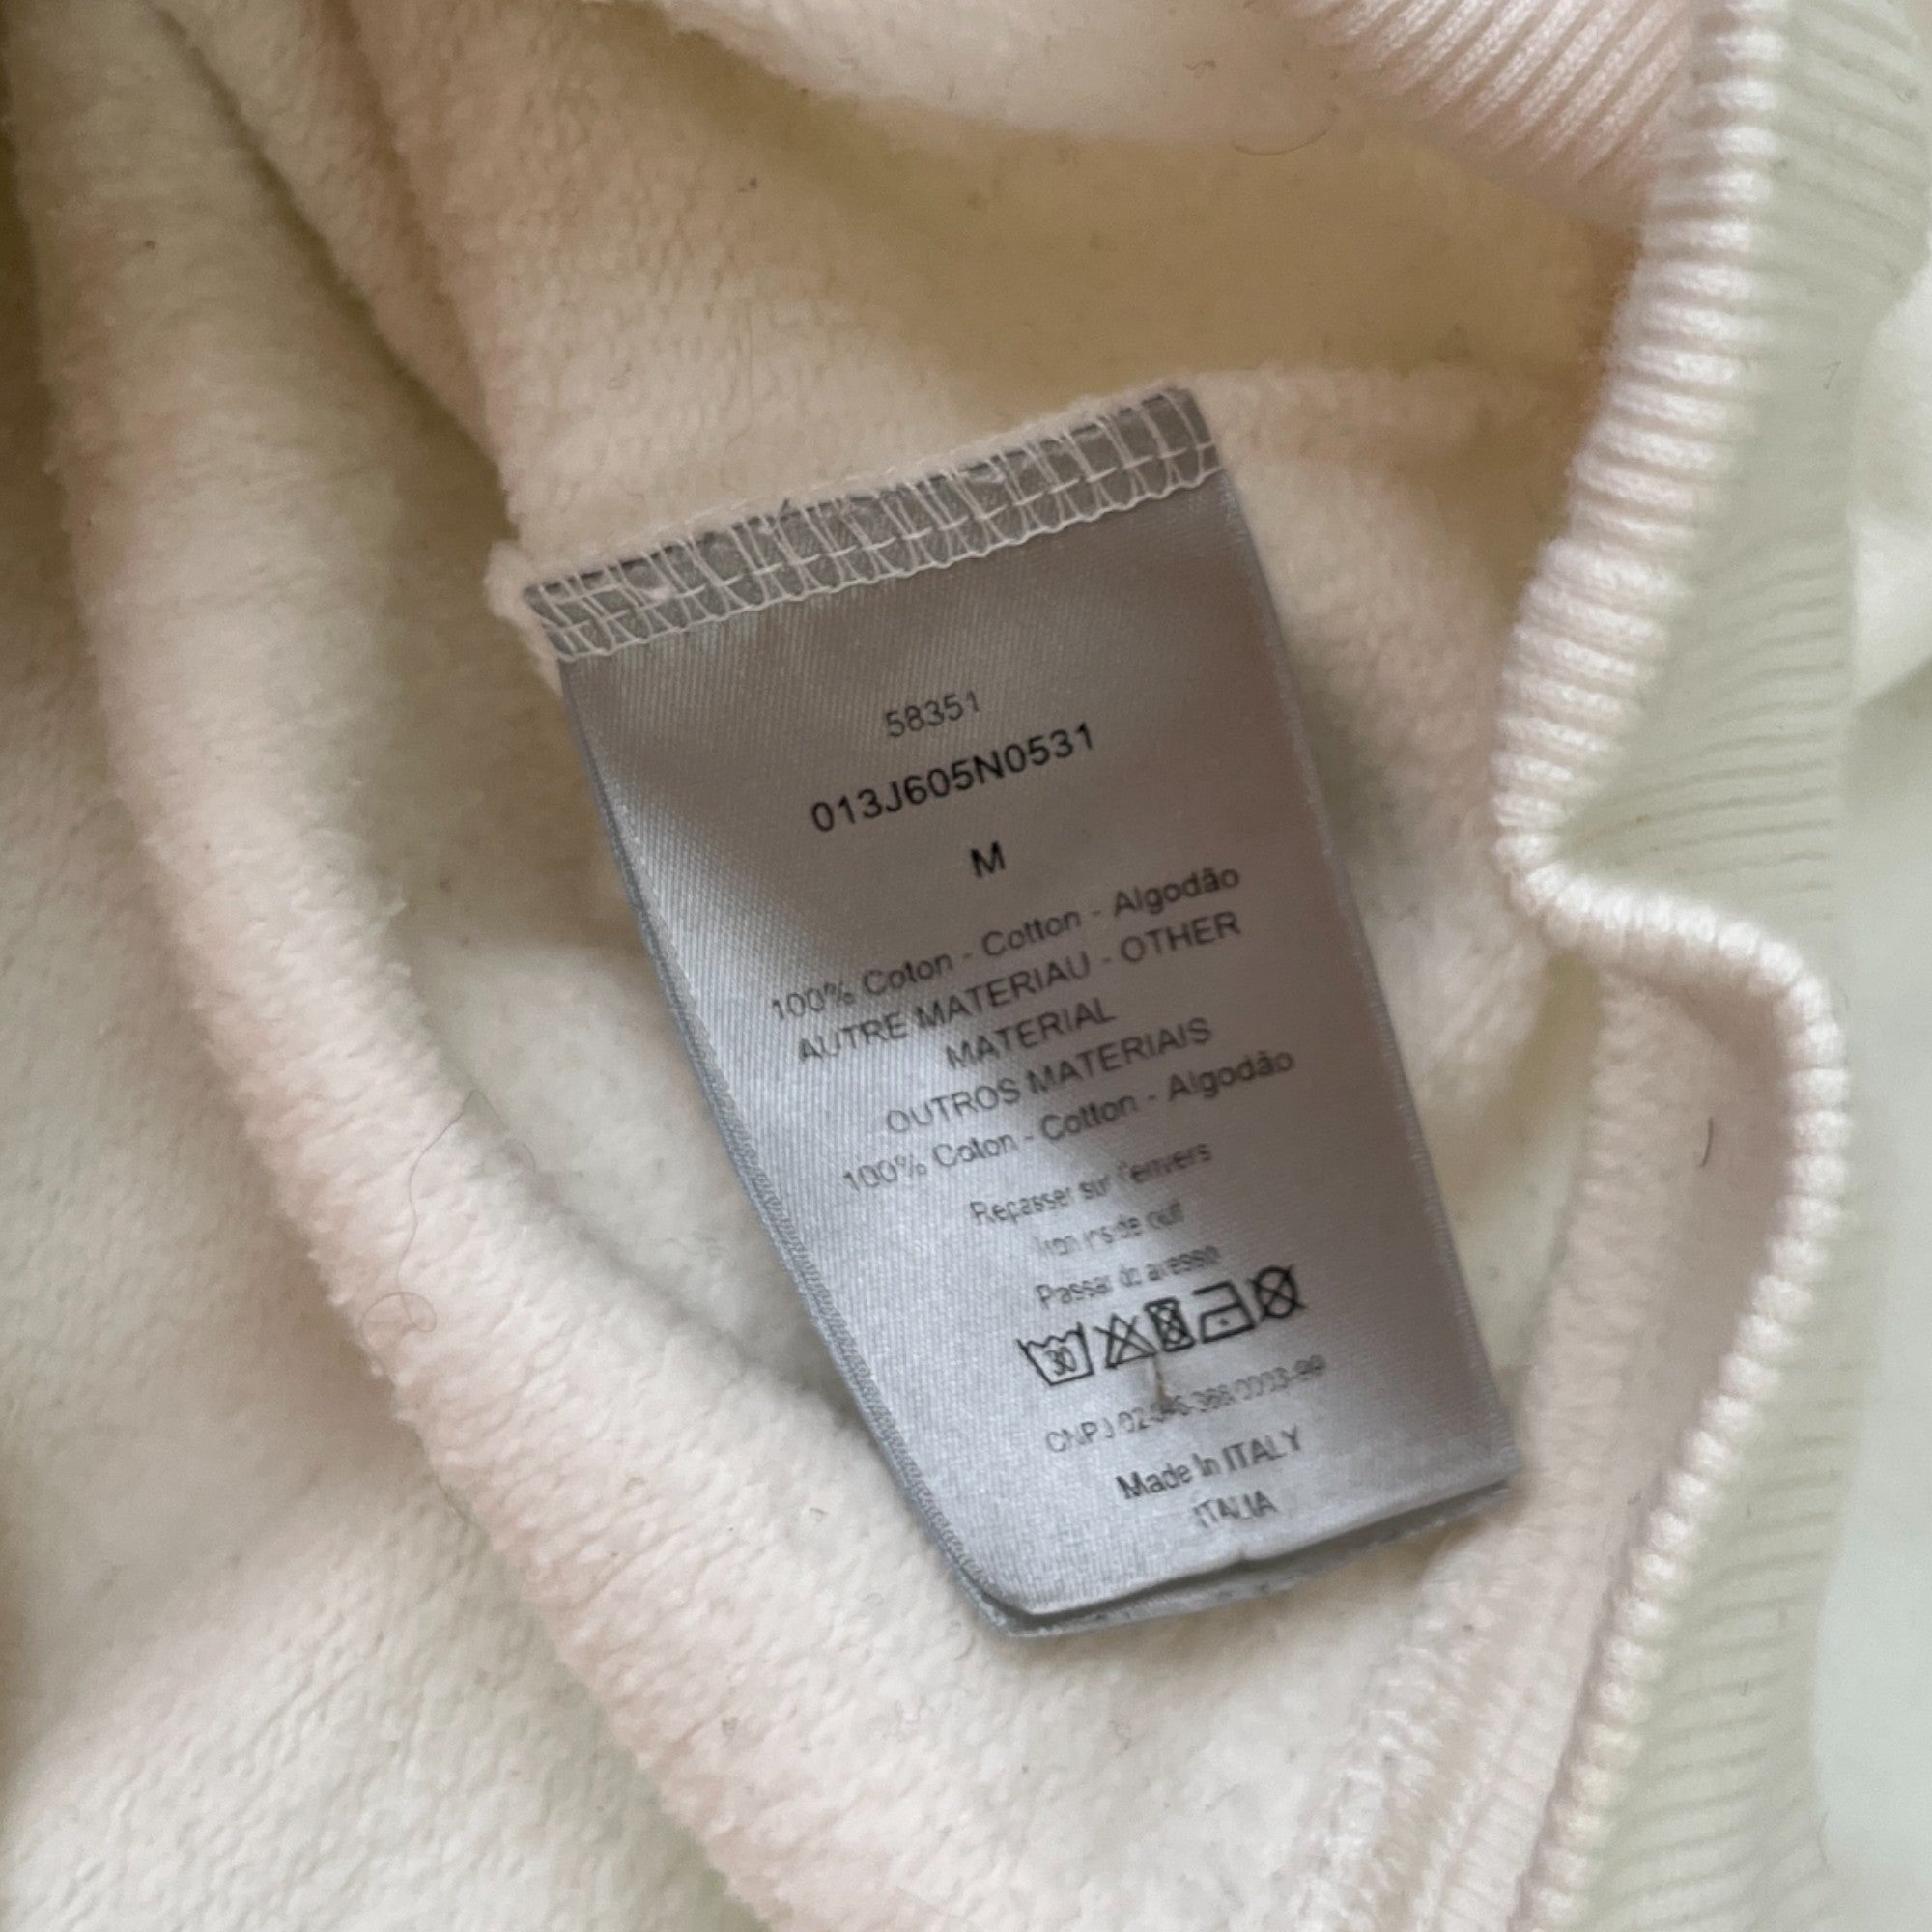 58351
013J605N0531
M
100% Coton - Cotton - Algodão
AUTRE MATERIAU - OTHER
MATERIAL
OUTROS MATERIAIS
100% Coton - Cotton - Algodão
Repasser sur l'envers
Iron inside out
Passar do avesso
30
CNPJ
Made In ITALY
ITALIA